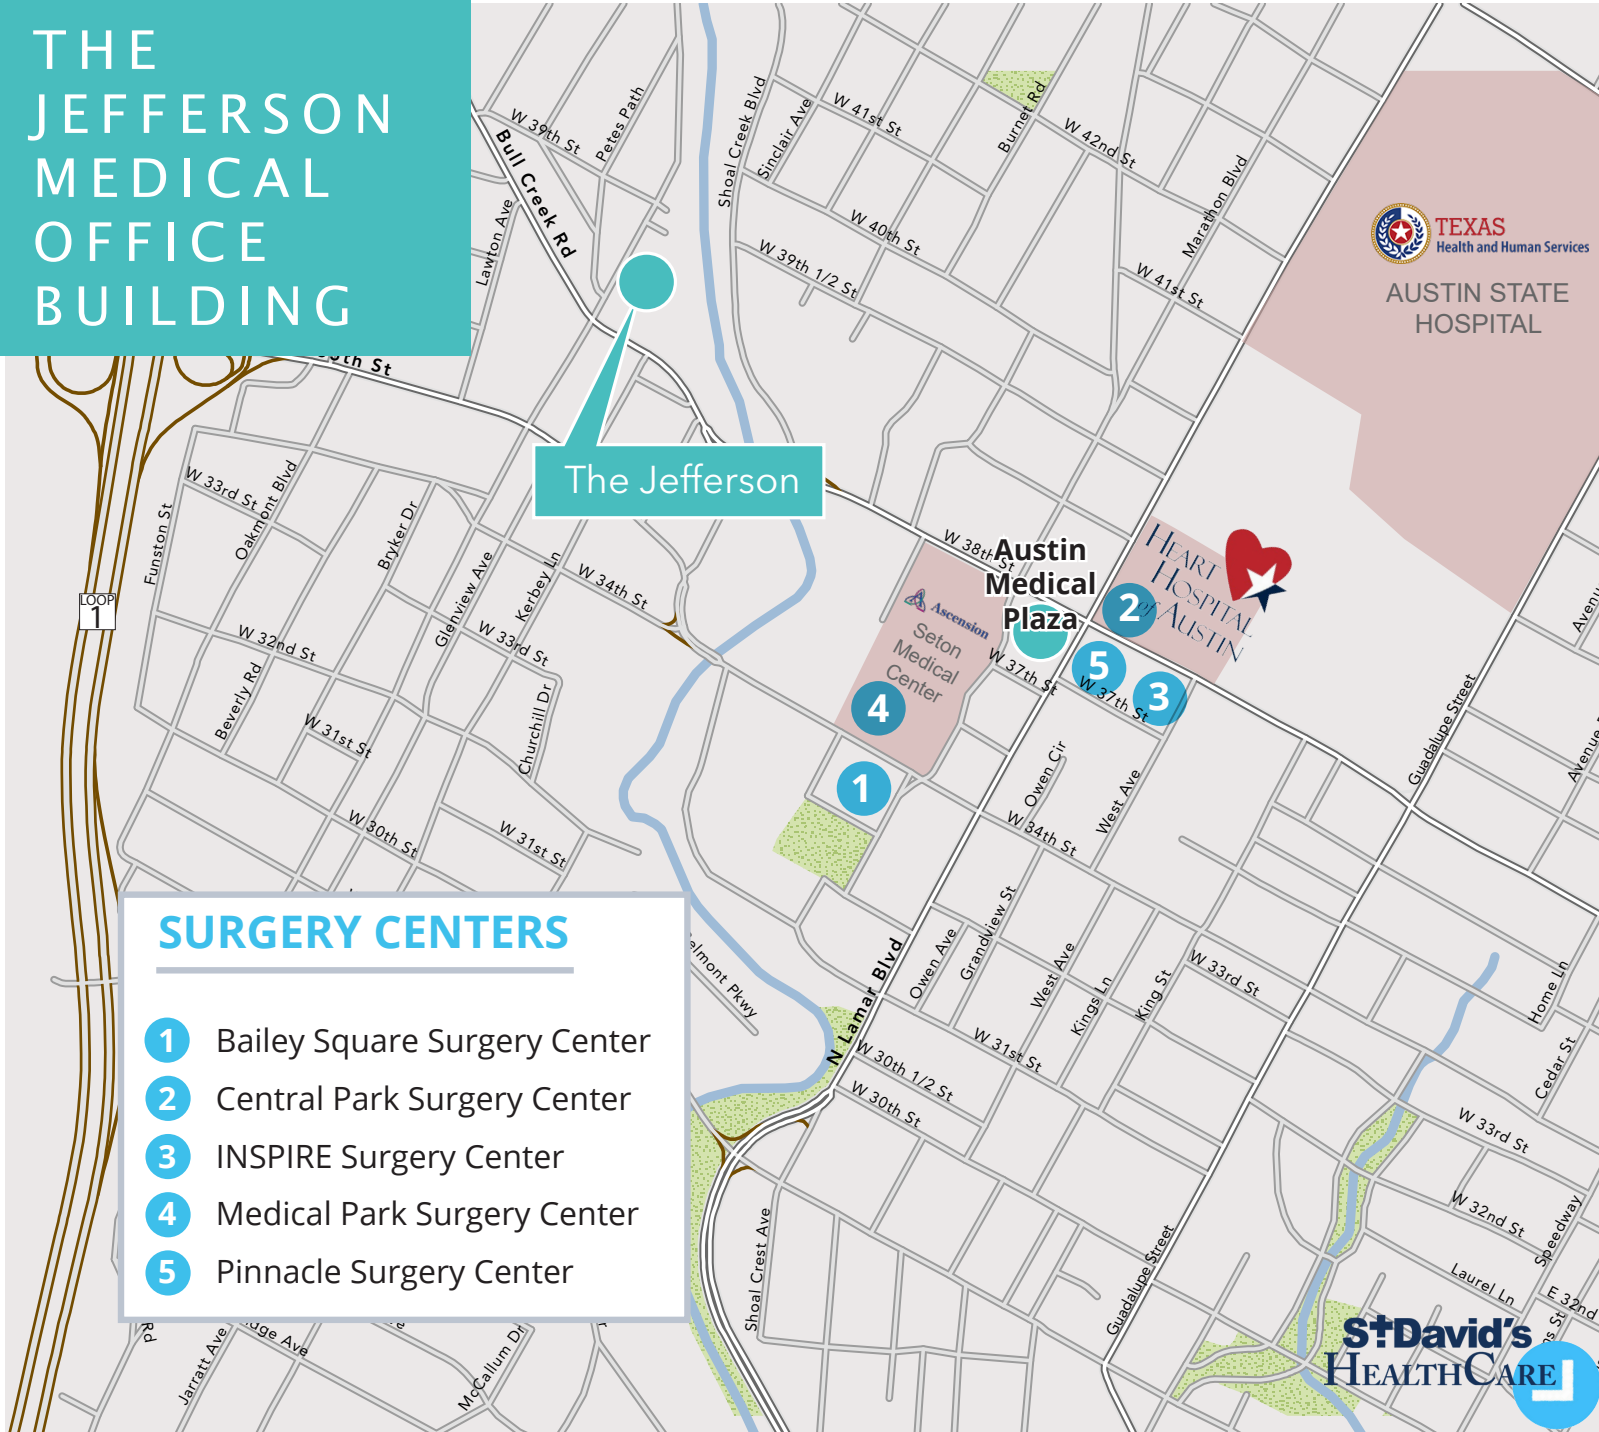 THE
JEFFERSON
MEDICAL
OFFICE
BUILDING
W 39th St
Petes Path
Bull Creek Rd
Lawton Ave
Shoal Creek Blvd
Sinclair Ave
W 41st St
Burnet Rd
W 42nd St
Marathon Blvd
W 40th St
W 39th 1/2 St
W 41st St
TEXAS
Health and Human Services
AUSTIN STATE
HOSPITAL
The Jefferson
LOOP
1
Funston St
W 33rd St
Oakmont Blvd
Bryker Dr
Glenview Ave
Kerbey Ln
W 34th St
W 33rd St
W 32nd St
Beverly Rd
W 31st St
Churchill Dr
W 30th St
W 31st St
W 38th St
Austin
Medical
Plaza
HEART
HOSPITAL
of AUSTIN
Ascension
Seton
Medical
Center
W 37th St
W 37th St
2
5
3
4
1
Owen Cir
West Ave
W 34th St
Guadalupe Street
Grandview St
Owen Ave
West Ave
Kings Ln
King St
W 33rd St
Home Ln
Cedar St
N Lamar Blvd
W 31st St
W 30th 1/2 St
W 30th St
W 33rd St
W 32nd St
Speedway
Laurel Ln
E 32nd
Guadalupe Street
Shoal Crest Ave
SURGERY CENTERS
1 Bailey Square Surgery Center
2 Central Park Surgery Center
3 INSPIRE Surgery Center
4 Medical Park Surgery Center
5 Pinnacle Surgery Center
Rd
Jarratt Ave
Ave
McCallum Dr
St David's
HEALTHCARE